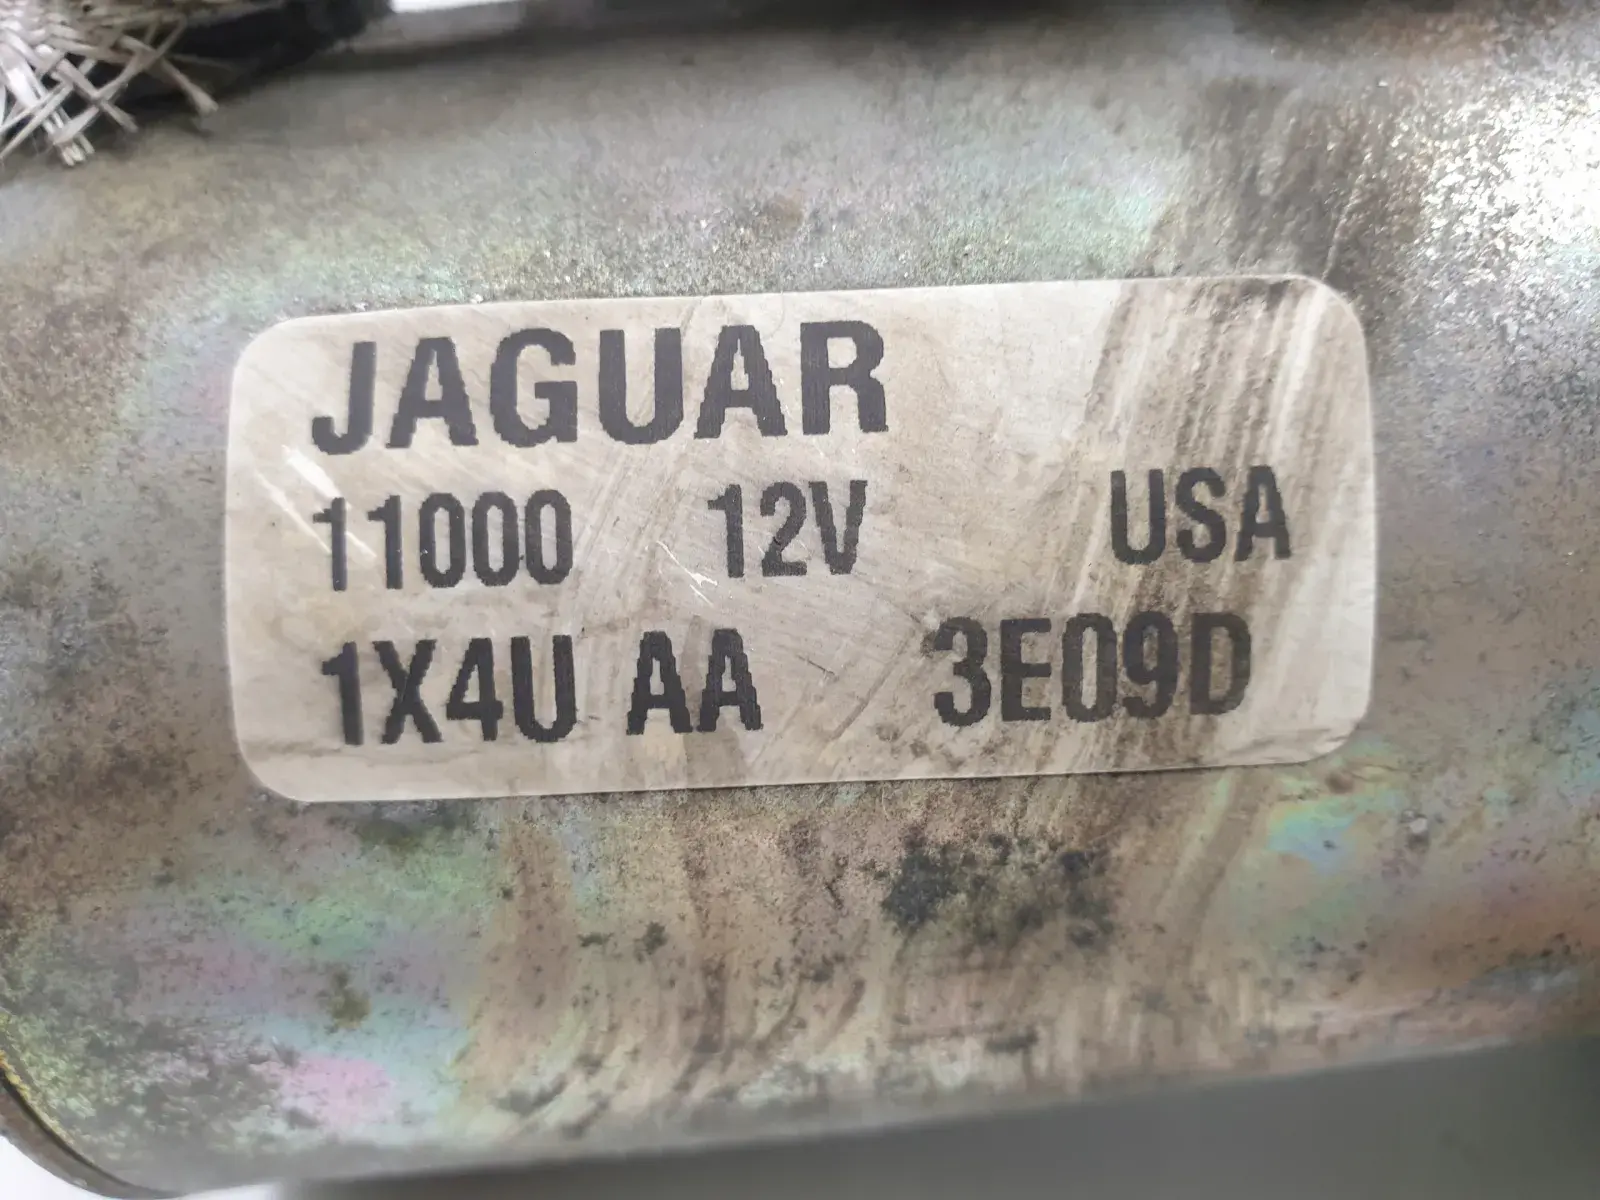 JAGUAR
11000 12V USA
1X4U AA 3E09D